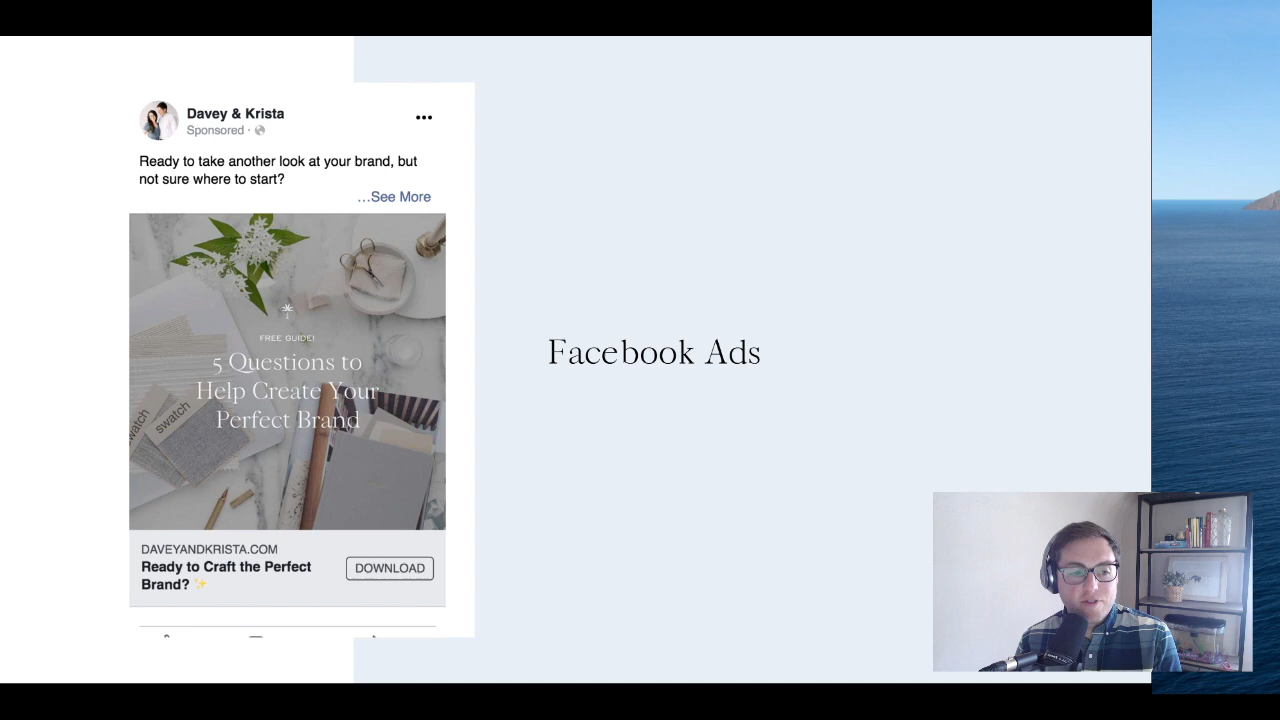 Davey & Krista
Sponsored ·
Ready to take another look at your brand, but
not sure where to start?
...See More
FREE GUIDE!
5 Questions to
Help Create Your
Perfect Brand
swatch
watch
DAVEYANDKRISTA.COM
Ready to Craft the Perfect
Brand? ✨
DOWNLOAD
Facebook Ads